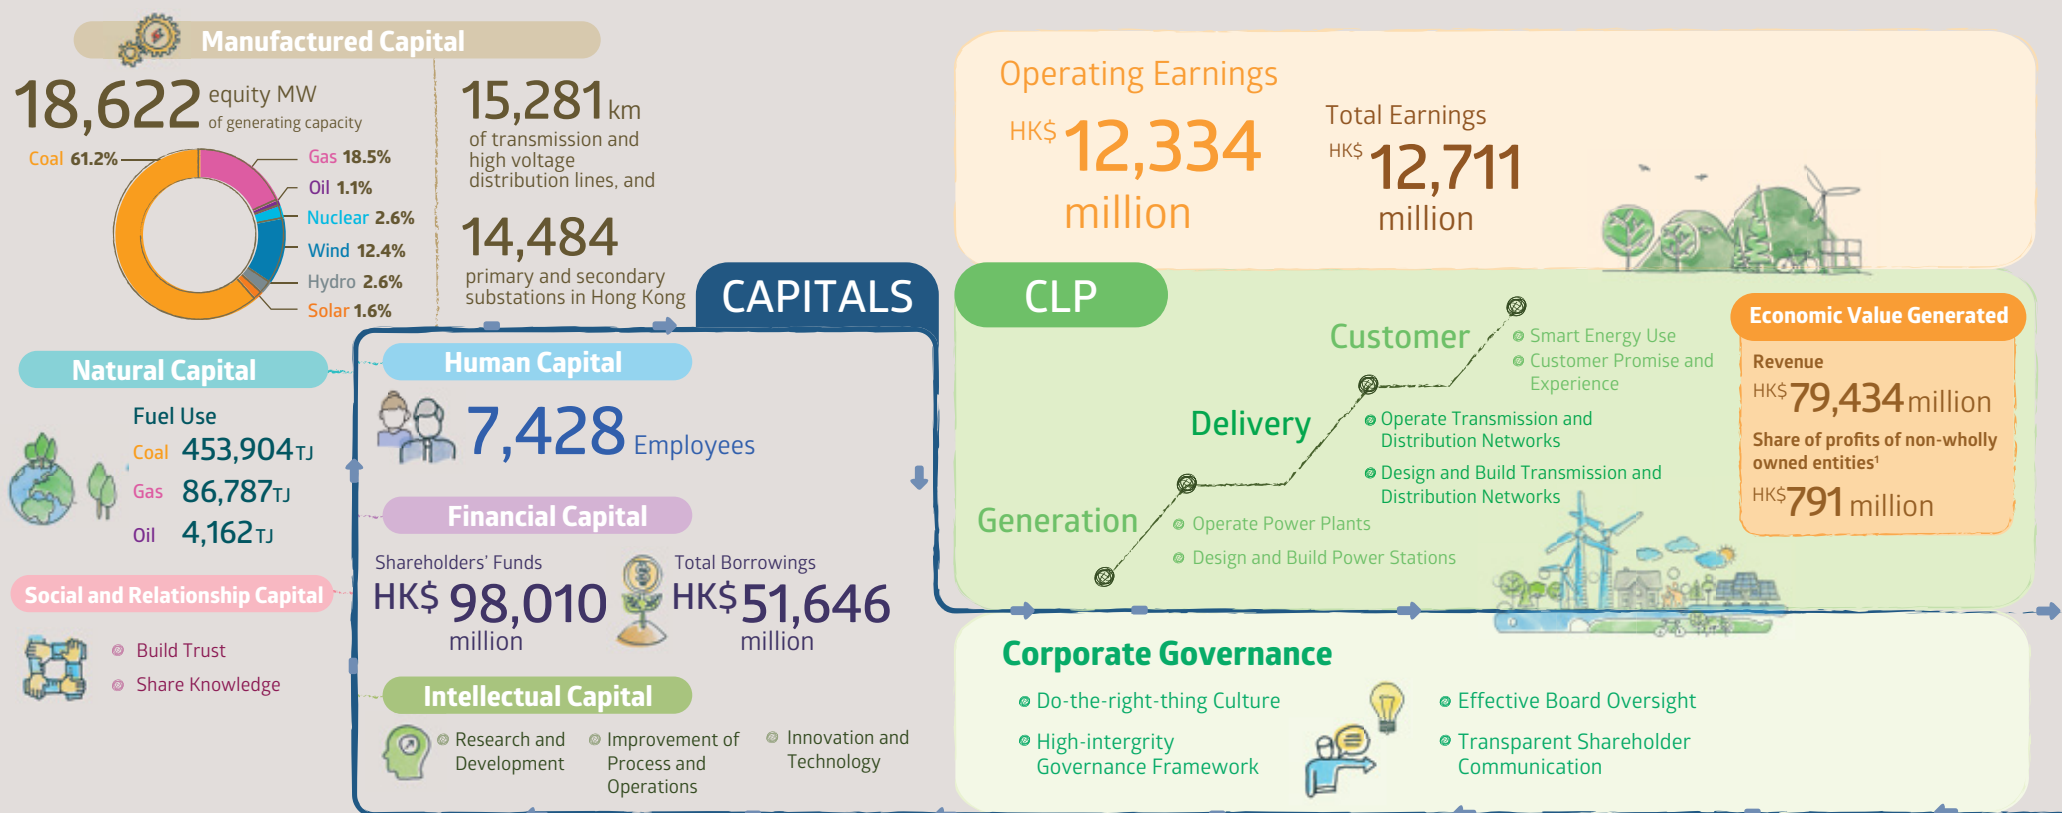 Manufactured Capital
18,622 equity MW
of generating capacity
Coal 61.2%
Gas 18.5%
Oil 1.1%
Nuclear 2.6%
Wind 12.4%
Hydro 2.6%
Solar 1.6%
15,281 km
of transmission and
high voltage
distribution lines, and
14,484
primary and secondary
substations in Hong Kong
Natural Capital
Fuel Use
Coal 453,904 TJ
Gas 86,787 TJ
Oil 4,162 TJ
Social and Relationship Capital
Build Trust
Share Knowledge
CAPITALS
Human Capital
7,428 Employees
Financial Capital
Shareholders' Funds
HK$ 98,010
million
Total Borrowings
HK$ 51,646
million
Intellectual Capital
Research and
Development
Improvement of
Process and
Operations
Innovation and
Technology
Operating Earnings
HK$ 12,334
million
Total Earnings
HK$ 12,711
million
CLP
Customer
Smart Energy Use
Customer Promise and
Experience
Delivery
Operate Transmission and
Distribution Networks
Design and Build Transmission and
Distribution Networks
Generation
Operate Power Plants
Design and Build Power Stations
Economic Value Generated
Revenue
HK$ 79,434 million
Share of profits of non-wholly
owned entities¹
HK$ 791 million
Corporate Governance
Do-the-right-thing Culture
High-intergrity
Governance Framework
Effective Board Oversight
Transparent Shareholder
Communication